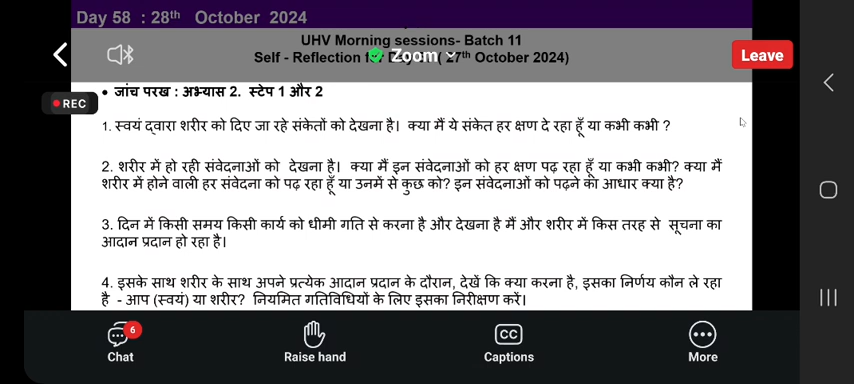 Day 58 : 28th October 2024
UHV Morning sessions- Batch 11
Self - Reflection 27th October 2024)
Zoom
Leave
• जांच परख : अभ्यास 2. स्टेप 1 और 2
REC
1. स्वयं द्वारा शरीर को दिए जा रहे संकेतों को देखना है। क्या मैं ये संकेत हर क्षण दे रहा हूँ या कभी कभी ?
2. शरीर में हो रही संवेदनाओं को देखना है। क्या मैं इन संवेदनाओं को हर क्षण पढ़ रहा हूँ या कभी कभी? क्या मैं
शरीर में होने वाली हर संवेदना को पढ़ रहा हूँ या उनमें से कुछ को? इन संवेदनाओं को पढ़ने का आधार क्या है?
3. दिन में किसी समय किसी कार्य को धीमी गति से करना है और देखना है मैं और शरीर में किस तरह से सूचना का
आदान प्रदान हो रहा है।
4. इसके साथ शरीर के साथ अपने प्रत्येक आदान प्रदान के दौरान, देखें कि क्या करना है, इसका निर्णय कौन ले रहा
है - आप (स्वयं) या शरीर? नियमित गतिविधियों के लिए इसका निरीक्षण करें।
6
CC
Chat
Raise hand
Captions
More